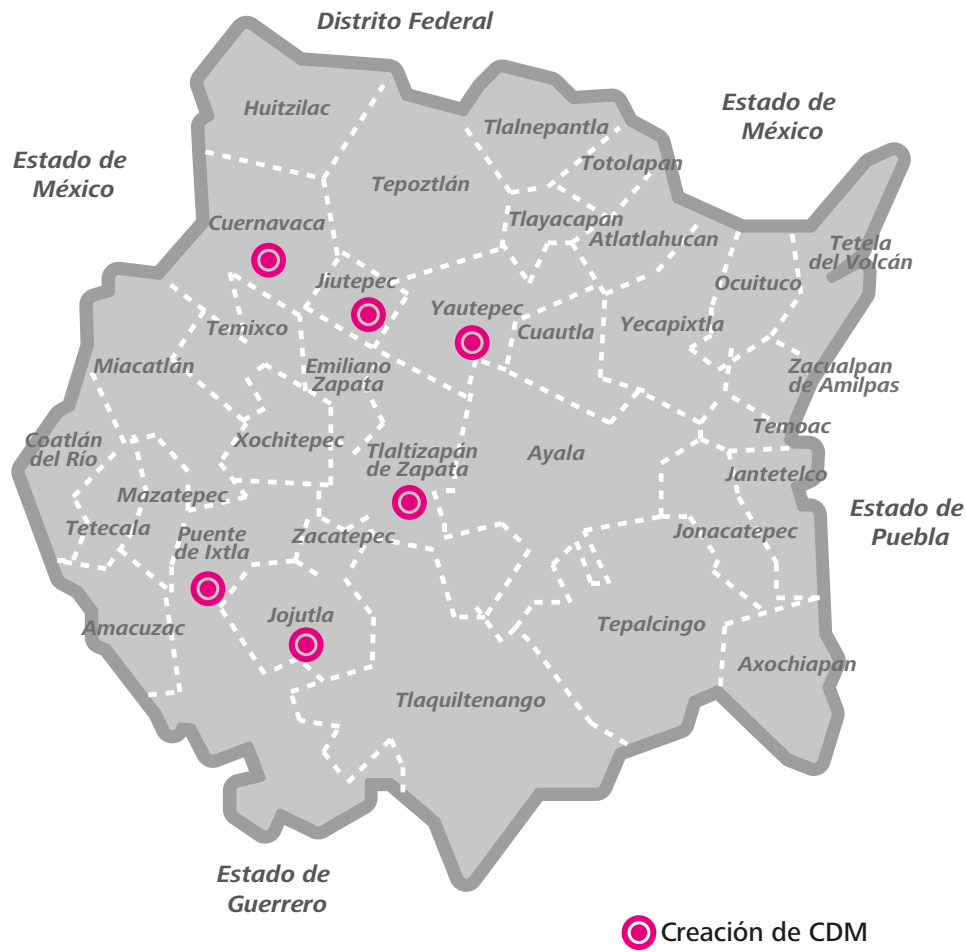 Distrito Federal
Huitzilac
Estado de
México
Tlalnepantla
Totolapan
Estado de
México
Tepoztlán
Cuernavaca
Tlayacapan
Atlatlahucan
Tetela
del Volcán
Jiutepec
Ocuituco
Yautepec
Temixco
Cuautla
Yecapixtla
Miacatlán
Emiliano
Zapata
Zacualpan
de Amilpas
Temoac
Coatlán
del Río
Xochitepec
Tlaltizapán
de Zapata
Ayala
Jantetelco
Mazatepec
Tetecala
Puente
de Ixtla
Zacatepec
Jonacatepec
Estado de
Puebla
Amacuzac
Jojutla
Tepalcingo
Axochiapan
Tlaquiltenango
Estado de
Guerrero
Creación de CDM